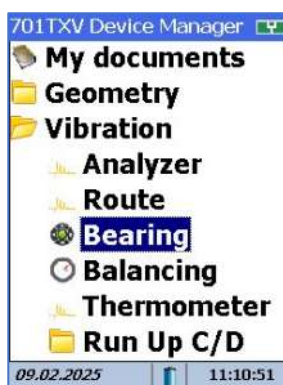 701TXV Device Manager
My documents
Geometry
Vibration
Analyzer
Route
Bearing
Balancing
Thermometer
Run Up C/D
09.02.2025 11:10:51